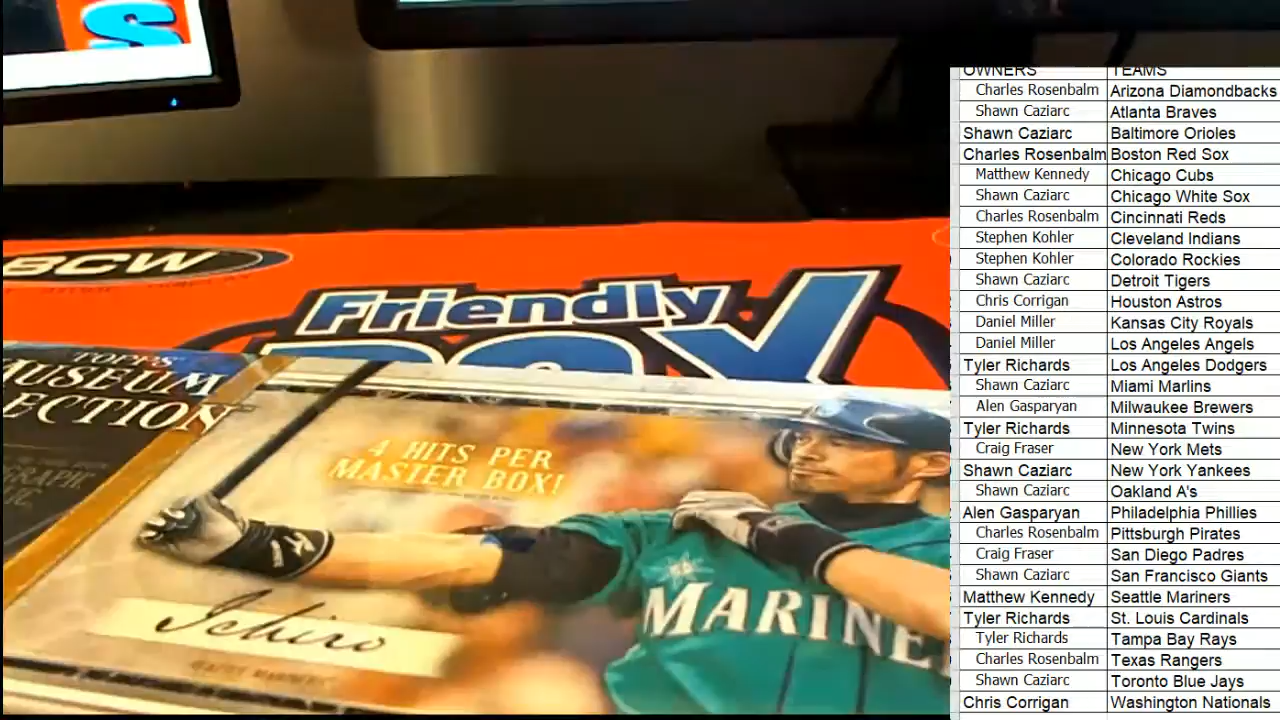 S
BCW
Friendly
TOPPS
MUSEUM
4 HITS PER
MASTER BOX!
Ichiro
MARINE
OWNERS TEAMS
Charles Rosenbalm Arizona Diamondbacks
Shawn Caziarc Atlanta Braves
Shawn Caziarc Baltimore Orioles
Charles Rosenbalm Boston Red Sox
Matthew Kennedy Chicago Cubs
Shawn Caziarc Chicago White Sox
Charles Rosenbalm Cincinnati Reds
Stephen Kohler Cleveland Indians
Stephen Kohler Colorado Rockies
Shawn Caziarc Detroit Tigers
Chris Corrigan Houston Astros
Daniel Miller Kansas City Royals
Daniel Miller Los Angeles Angels
Tyler Richards Los Angeles Dodgers
Shawn Caziarc Miami Marlins
Alen Gasparyan Milwaukee Brewers
Tyler Richards Minnesota Twins
Craig Fraser New York Mets
Shawn Caziarc New York Yankees
Shawn Caziarc Oakland A's
Alen Gasparyan Philadelphia Phillies
Charles Rosenbalm Pittsburgh Pirates
Craig Fraser San Diego Padres
Shawn Caziarc San Francisco Giants
Matthew Kennedy Seattle Mariners
Tyler Richards St. Louis Cardinals
Tyler Richards Tampa Bay Rays
Charles Rosenbalm Texas Rangers
Shawn Caziarc Toronto Blue Jays
Chris Corrigan Washington Nationals